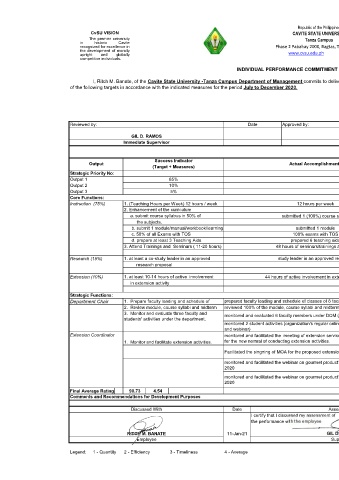 CvSU VISION
The premier university
in historic Cavite
recognized for excellence in
the development of morally
upright and globally
competitive individuals.
Republic of the Philippines
CAVITE STATE UNIVERS
Tanza Campus
Phase 2 Paradahan, Bagtas, T
www.cvsu.edu.ph
INDIVIDUAL PERFORMANCE COMMITMENT
I, Ritch M. Banate, of the Cavite State University -Tanza Campus Department of Management commits to deliver
of the following targets in accordance with the indicated measures for the period July to December 2020.
Reviewed by:
Date
Approved by:
GIL D. RAMOS
Immediate Supervisor
Output
Success Indicator
(Target + Measures)
Actual Accomplishment
Strategic Priority No:
Output 1
85%
Output 2
10%
Output 3
5%
Core Functions:
Instruction (75%)
1. (Teaching Hours per Week) 12 hours / week
12 hours per week
2. Enhancement of the curriculum
a. submit course syllabus in 50% of
the subjects.
submitted 1 (100%) course s
b. submit 1 module/manual/workbook/learning
submitted 1 module
c. 50% of all Exams with TOS
100% exams with TOS
d. prepare at least 3 Teaching Aids
prepared 6 teaching aid
3. Attend Trainings and Seminars (11-20 hours)
48 hours of seminars/trainings
Research (15%)
1. at least a co-study leader in an approved
research proposal
study leader in an approved re
Extension (10%)
1. at least 10-14 hours of active involvement
in extension activity
44 hours of active involvement in exte
Strategic Functions:
Department Chair
1. Prepare faculty loading and schedule of
prepared faculty loading and schedule of classes of 8 fac
2. Review module, course syllabi and midterm
reviewed 100% of the module, course syllabi and midterm
3. Monitor and evaluate three faculty and
students' activities under the department.
monitored and evaluated 8 faculty members under DOM (
monitored 2 student activities (organization's regular
and webinars)
Extension Coordinator
1. Monitor and facilitate extension activities
monitored and facilitated the meeting of extension service
for the new normal of conducting extension activities
Facilitated the singning of MOA for the proposed extensio
monitored and facilitated the webinar on gourmet product
2020
monitored and facilitated the webinar on gourmet product
2020
Final Average Rating
90.73
4.54
Comments and Recommendations for Development Purposes
Discussed With
Date
Asse
I certify that I discussed my assessment of
the performance with the employee
RITCH M. BANATE
11-Jan-21
GIL D
Employee
Sup
Legend: 1 - Quantity 2 - Efficiency 3 - Timeliness 4 - Average